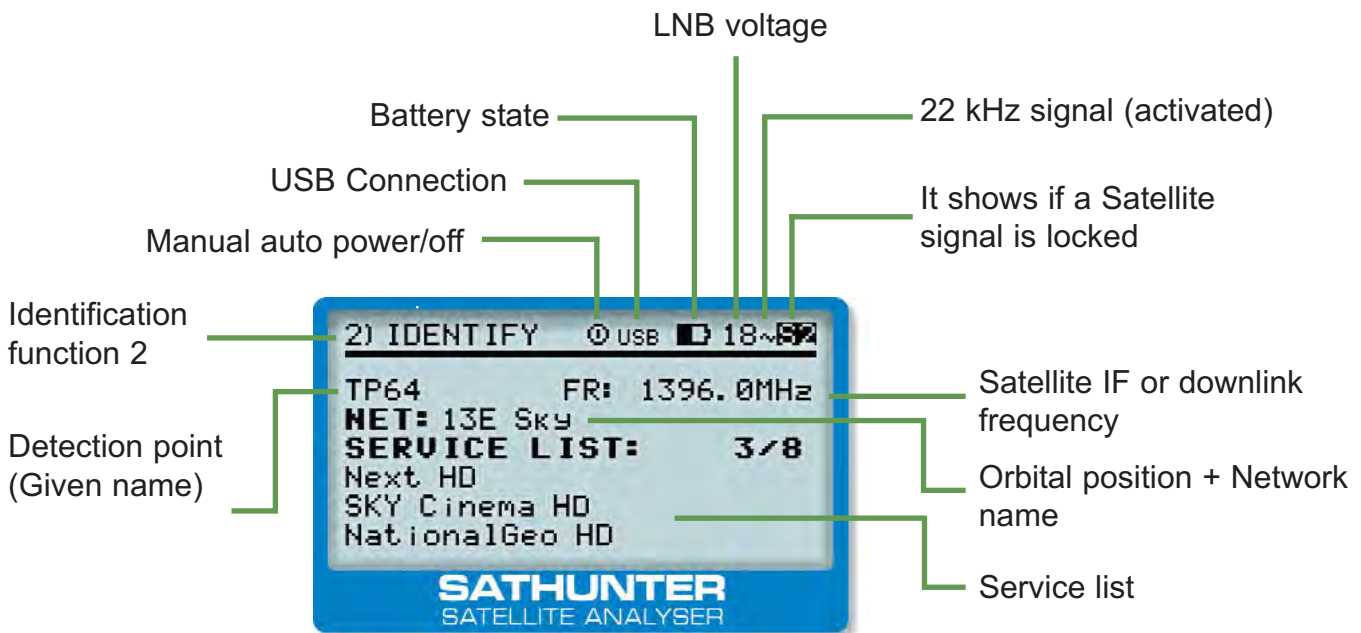 LNB voltage
Battery state
22 kHz signal (activated)
USB Connection
It shows if a Satellite
signal is locked
Manual auto power/off
Identification
function 2
2) IDENTIFY USB 18~
TP64 FR: 1396.0MHz
NET: 13E Sky
SERVICE LIST: 3/8
Next HD
SKY Cinema HD
NationalGeo HD
Satellite IF or downlink
frequency
Detection point
(Given name)
Orbital position + Network
name
Service list
SATHUNTER
SATELLITE ANALYSER